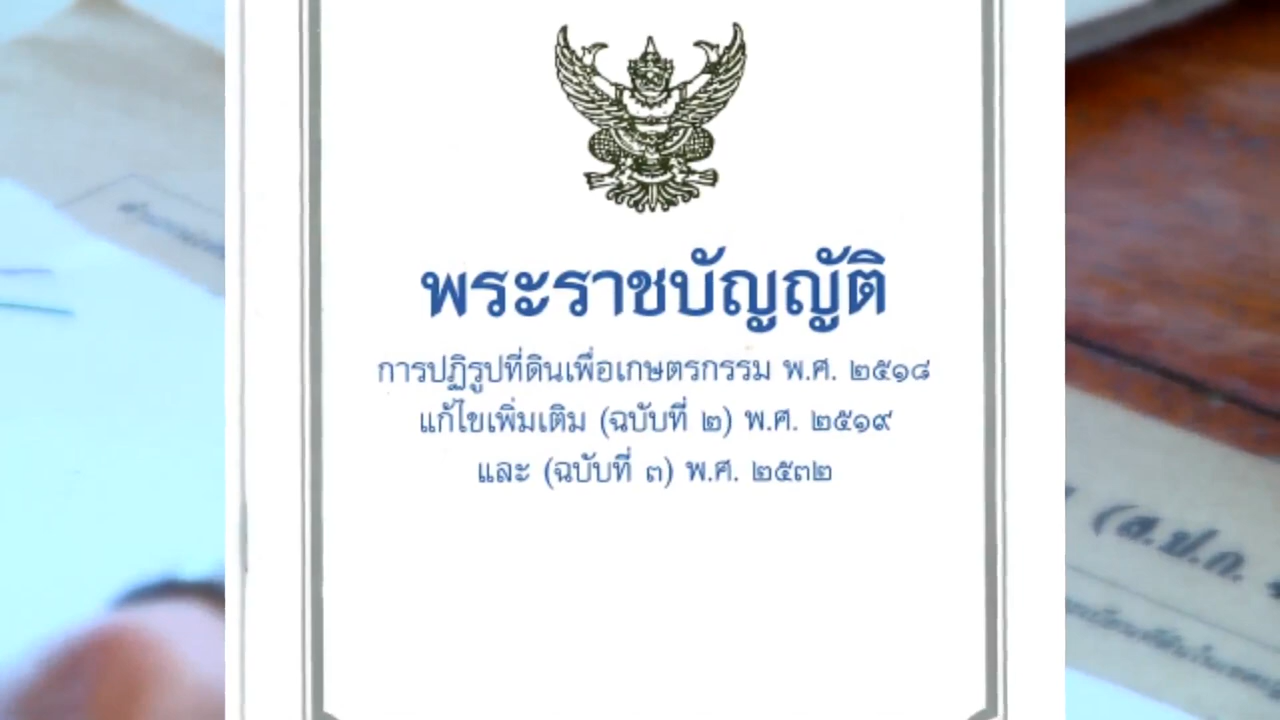 พระราชบัญญัติ
การปฏิรูปที่ดินเพื่อเกษตรกรรม พ.ศ. ๒๕๑๘
แก้ไขเพิ่มเติม (ฉบับที่ ๒) พ.ศ. ๒๕๑๙
และ (ฉบับที่ ๓) พ.ศ. ๒๕๓๒
(ส.ป.ก.